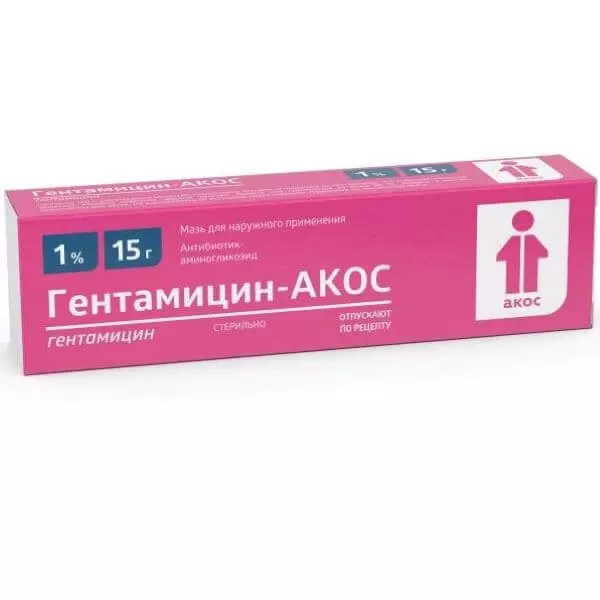 Гентамицин-АКОС
1% 15 г
1% 15 г
Мазь для наружного применения
Антибиотик-
аминогликозид
Гентамицин-АКОС
гентамицин
СТЕРИЛЬНО
ОТПУСКАЮТ
ПО РЕЦЕПТУ
акос